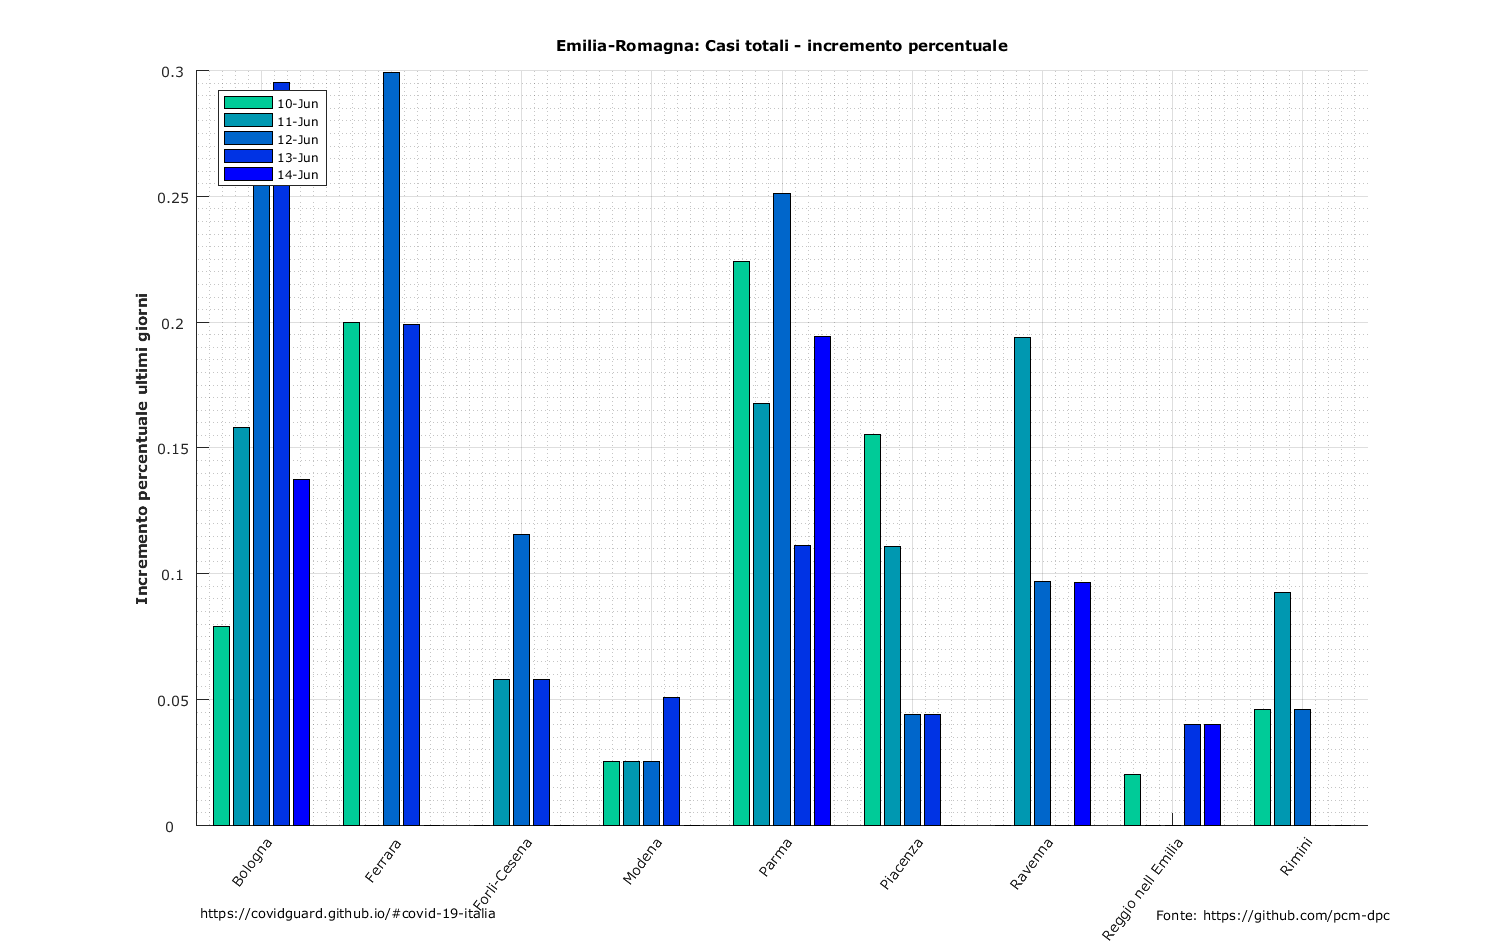 Emilia-Romagna: Casi totali - incremento percentuale
Incremento percentuale ultimi giorni
0.3
0.25
0.2
0.15
0.1
0.05
0
10-Jun
11-Jun
12-Jun
13-Jun
14-Jun
Bologna
Ferrara
Forlì-Cesena
Modena
Parma
Piacenza
Ravenna
Reggio nell Emilia
Rimini
https://covidguard.github.io/#covid-19-italia
Fonte: https://github.com/pcm-dpc